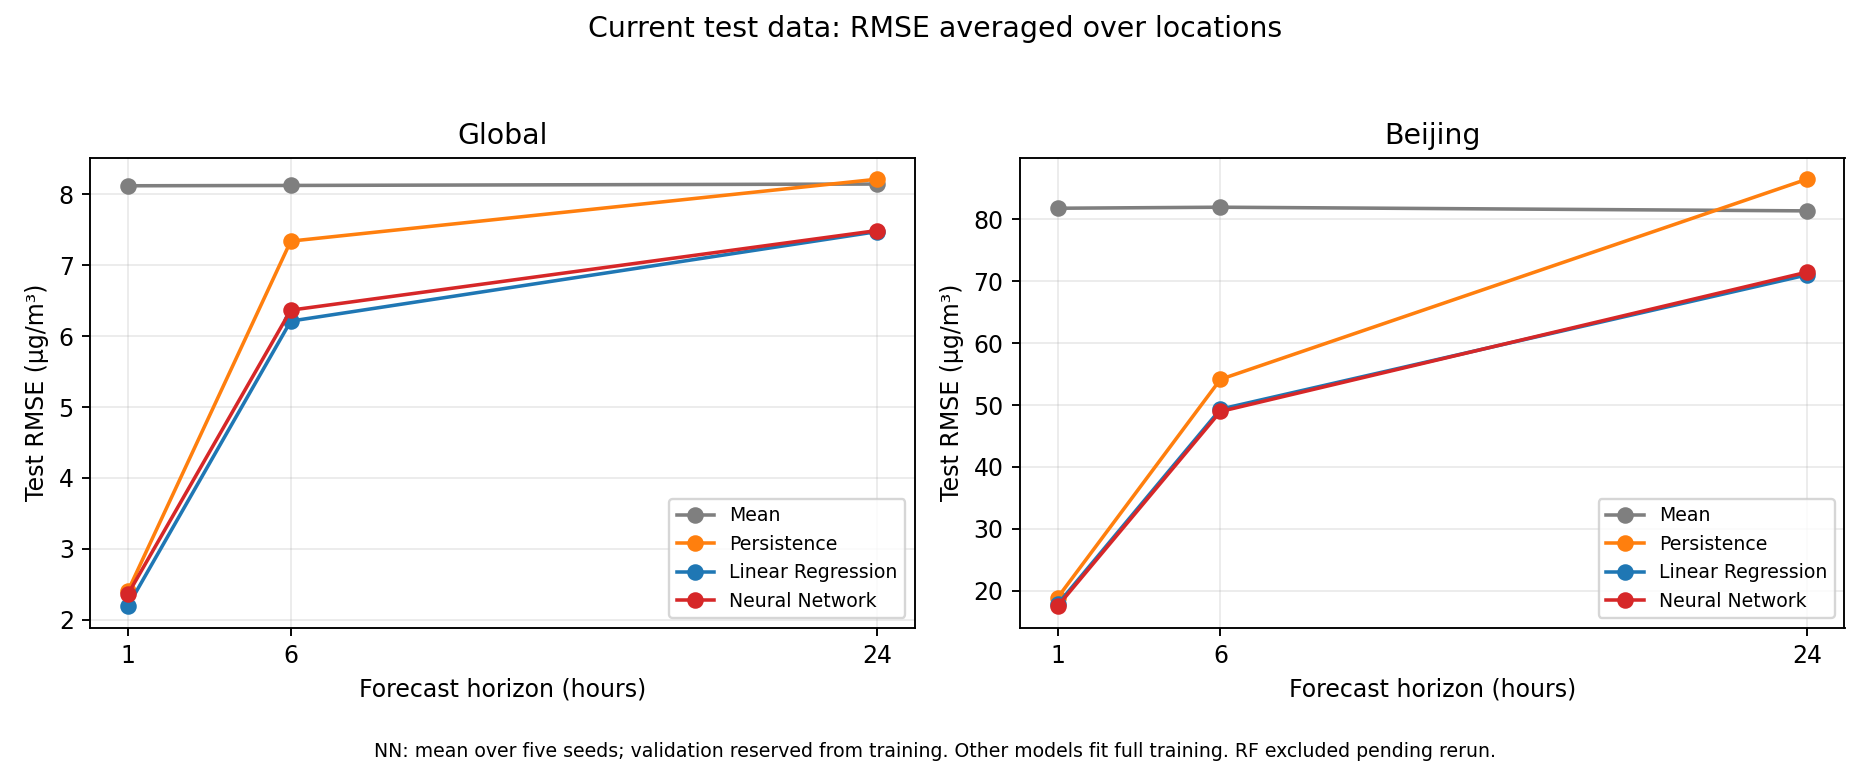 Current test data: RMSE averaged over locations
Global
Test RMSE (µg/m³)
8
7
6
5
4
3
2
1
6
24
Forecast horizon (hours)
Mean
Persistence
Linear Regression
Neural Network
Beijing
Test RMSE (µg/m³)
80
70
60
50
40
30
20
1
6
24
Forecast horizon (hours)
Mean
Persistence
Linear Regression
Neural Network
NN: mean over five seeds; validation reserved from training. Other models fit full training. RF excluded pending rerun.